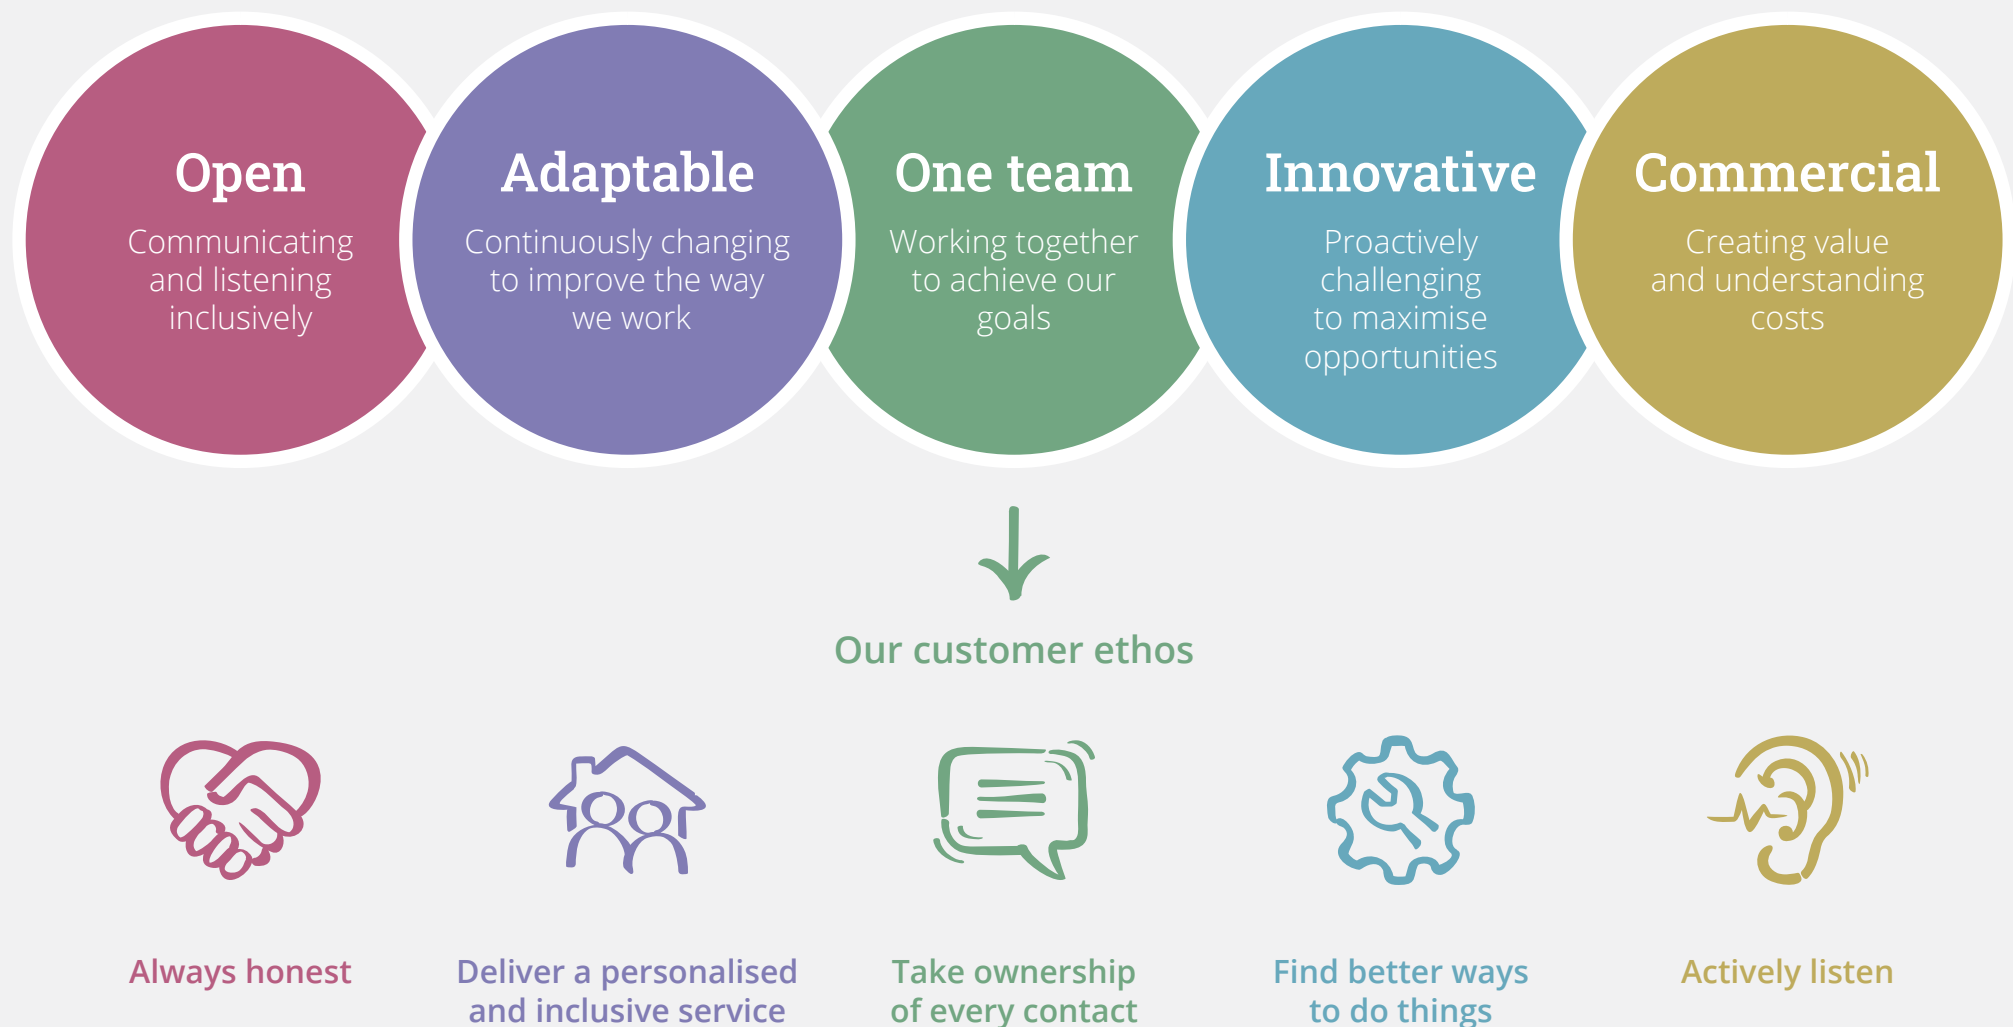 Open
Communicating
and listening
inclusively
Adaptable
Continuously changing
to improve the way
we work
One team
Working together
to achieve our
goals
Innovative
Proactively
challenging
to maximise
opportunities
Commercial
Creating value
and understanding
costs
Our customer ethos
Always honest
Deliver a personalised
and inclusive service
Take ownership
of every contact
Find better ways
to do things
Actively listen